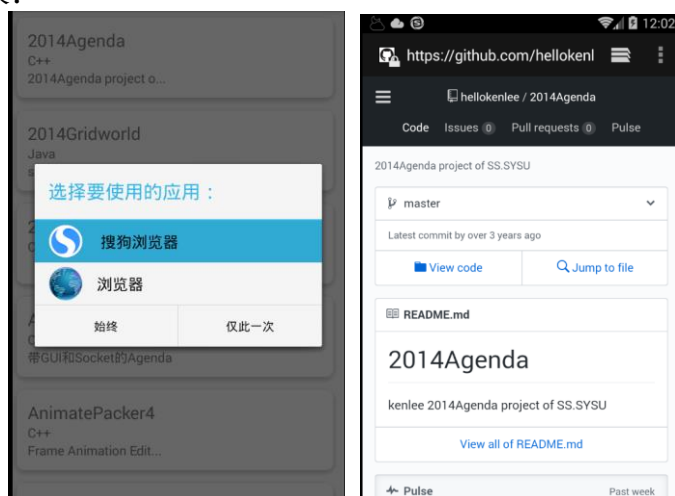 2014Agenda
C++
2014Agenda project o...
2014Gridworld
Java
选择要使用的应用：
搜狗浏览器
浏览器
始终
仅此一次
带GUI和Socket的Agenda
AnimatePacker4
C++
Frame Animation Edit...
12:02
https://github.com/hellokenl
hellokenlee / 2014Agenda
Code Issues 0 Pull requests 0 Pulse
2014Agenda project of SS.SYSU
master
Latest commit by over 3 years ago
View code
Jump to file
README.md
2014Agenda
kenlee 2014Agenda project of SS.SYSU
View all of README.md
Pulse
Past week